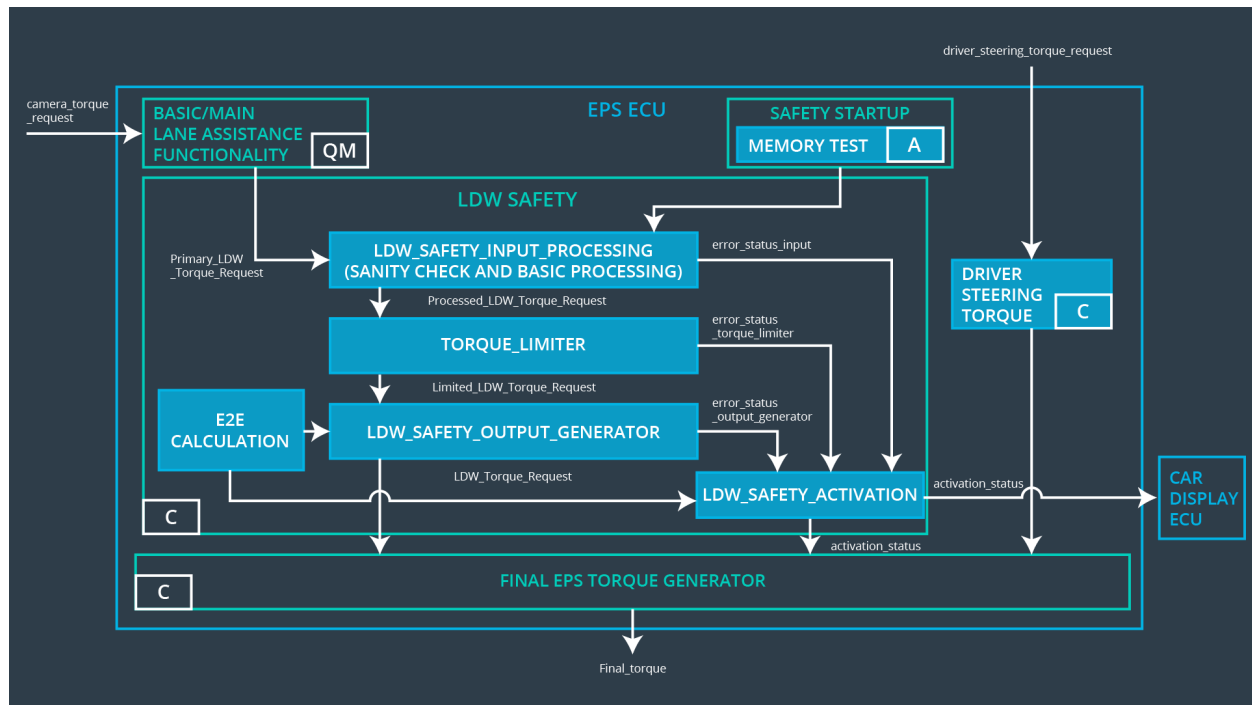 driver_steering_torque_request
camera_torque
_request
BASIC/MAIN
LANE ASSISTANCE
FUNCTIONALITY
QM
EPS ECU
SAFETY STARTUP
MEMORY TEST
A
LDW SAFETY
Primary_LDW
_Torque_Request
LDW_SAFETY_INPUT_PROCESSING
(SANITY CHECK AND BASIC PROCESSING)
error_status_input
DRIVER
STEERING
TORQUE
C
Processed_LDW_Torque_Request
TORQUE_LIMITER
error_status
_torque_limiter
Limited_LDW_Torque_Request
E2E
CALCULATION
LDW_SAFETY_OUTPUT_GENERATOR
error_status
_output_generator
LDW_Torque_Request
LDW_SAFETY_ACTIVATION
activation_status
CAR
DISPLAY
ECU
C
activation_status
FINAL EPS TORQUE GENERATOR
C
Final_torque